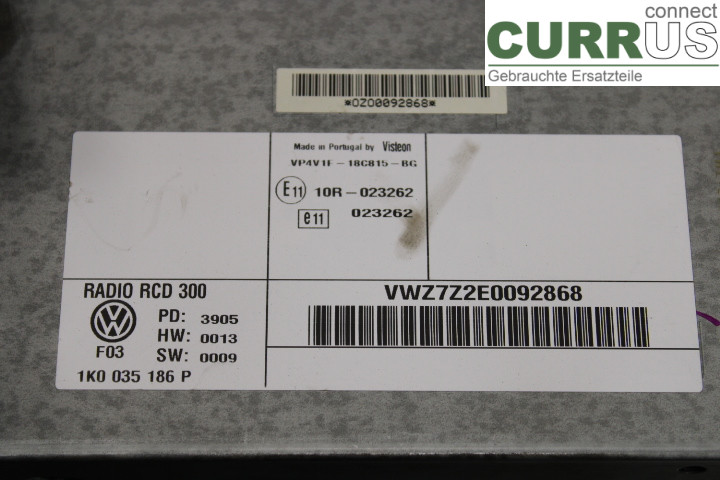 connect
CURRUS
Gebrauchte Ersatzteile
*OZO0092868*
Made in Portugal by Visteon
VP4V1F-18C815-BG
E11 10R-023262
e11 023262
RADIO RCD 300
VWZ7Z2E0092868
PD: 3905
HW: 0013
F03
SW: 0009
1K0 035 186 P